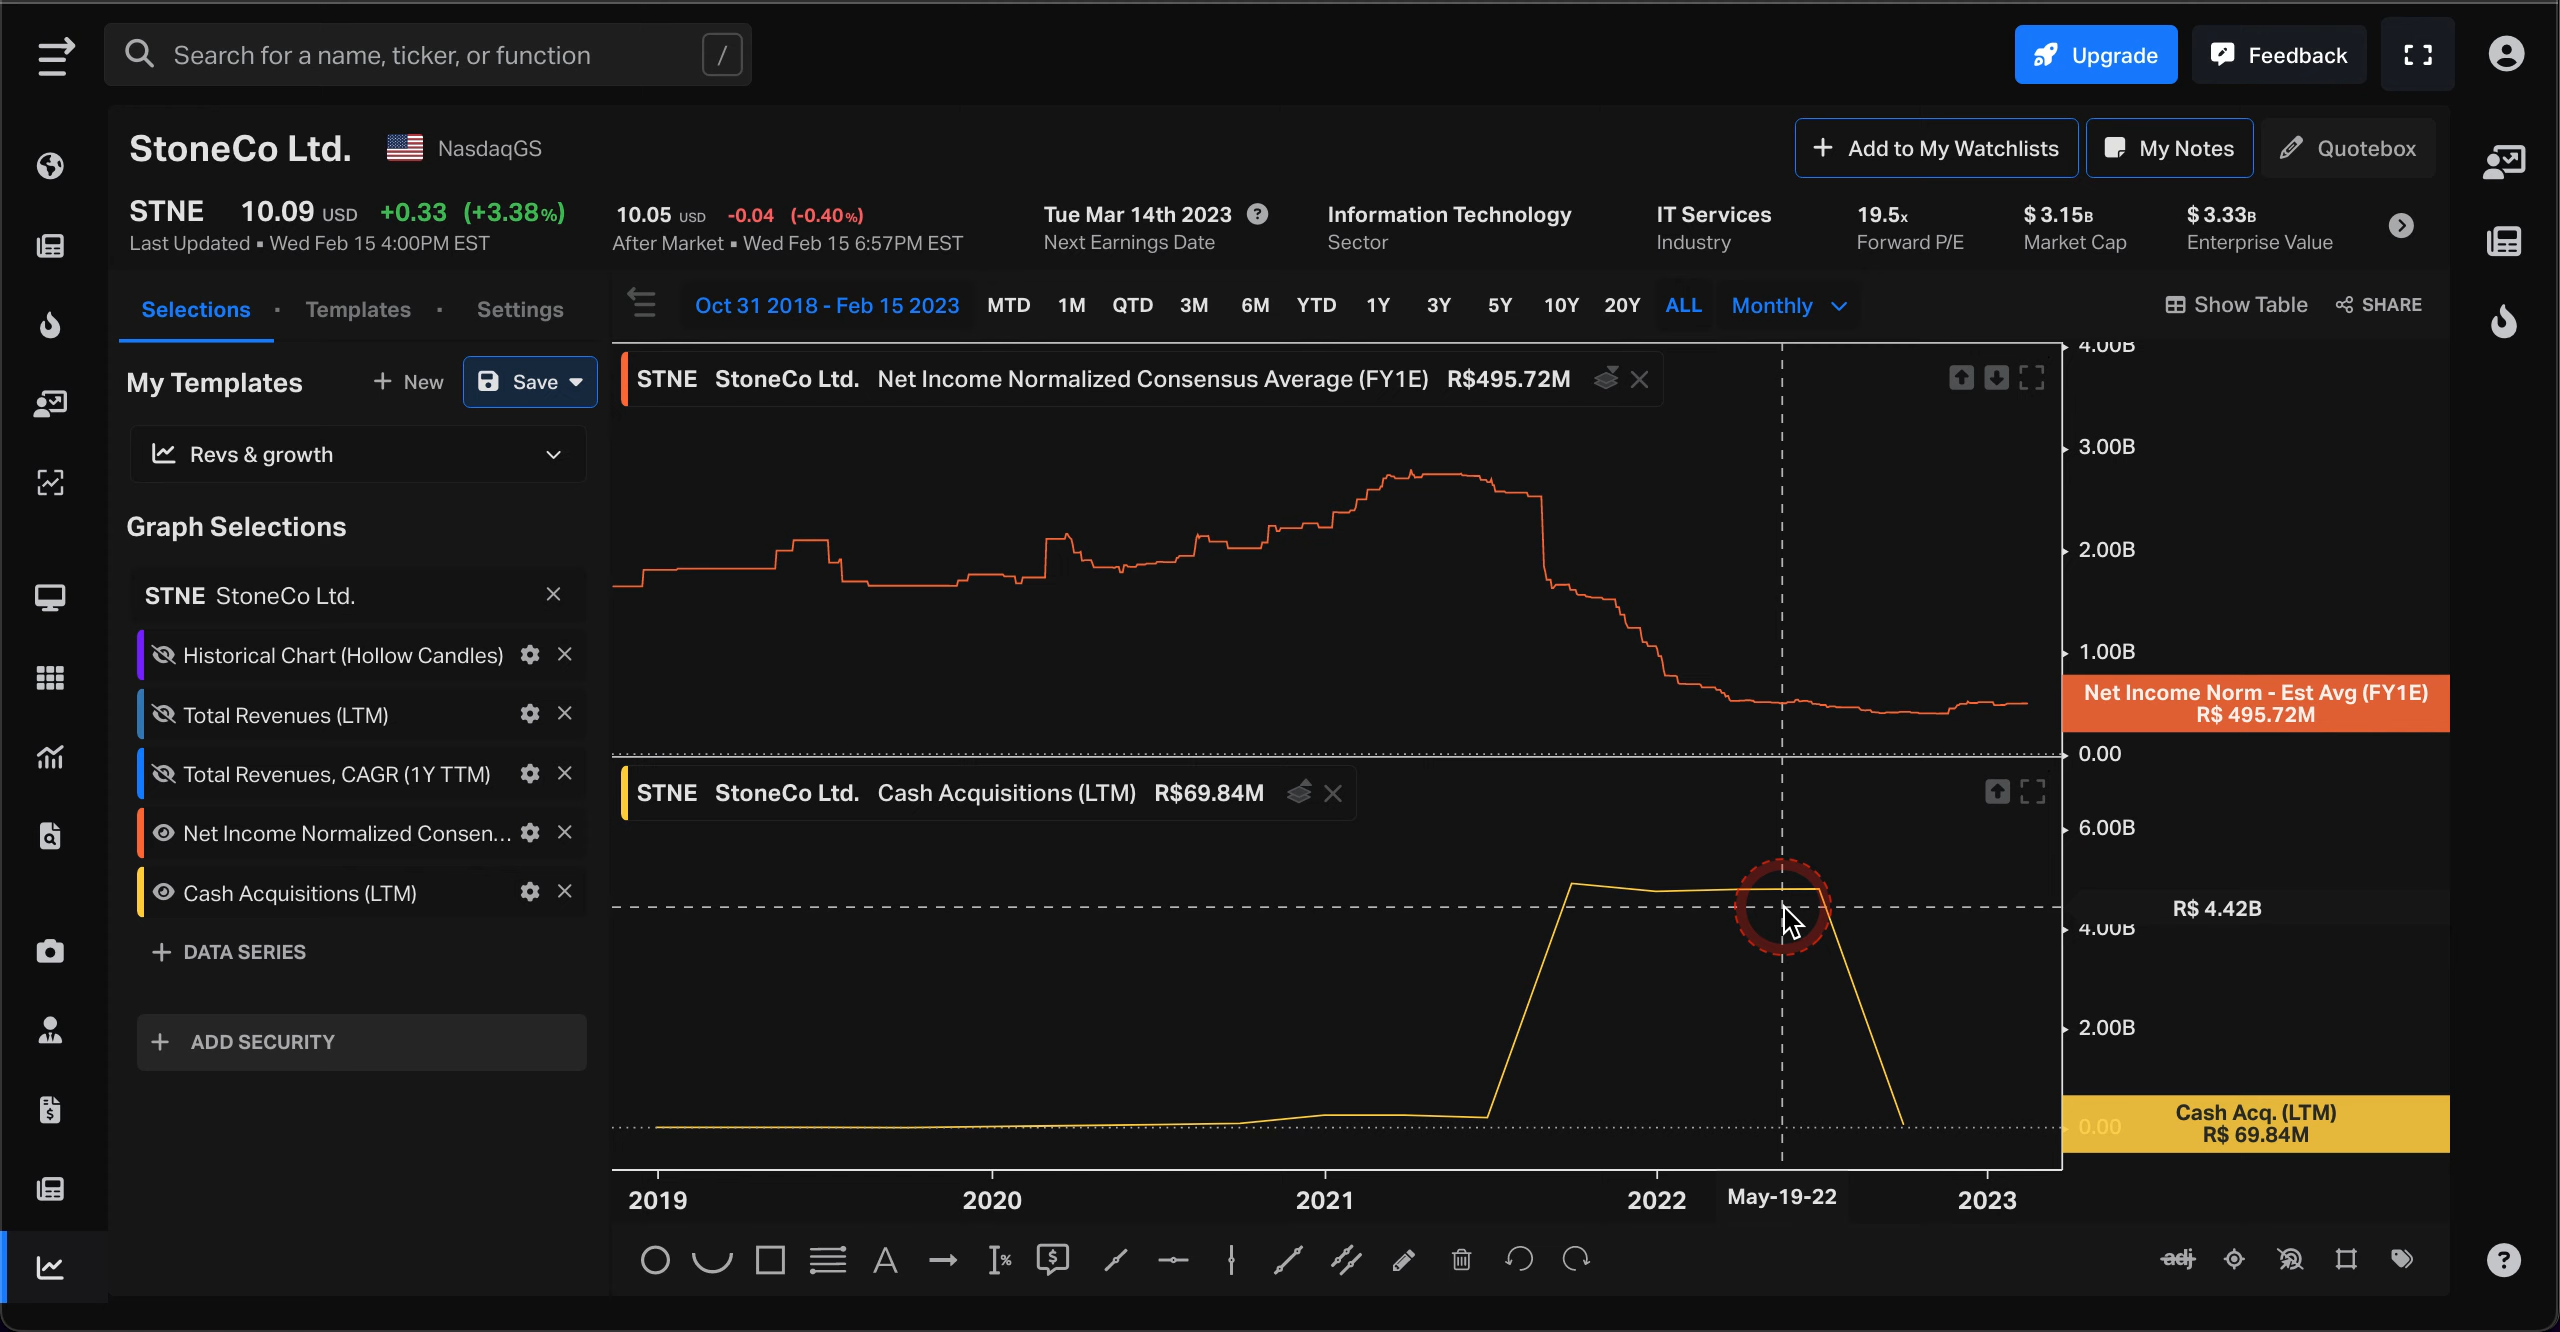 Search for a name, ticker, or function /
Upgrade
Feedback
StoneCo Ltd. NasdaqGS
+ Add to My Watchlists
My Notes
Quotebox
STNE 10.09 USD +0.33 (+3.38%)
Last Updated ▪ Wed Feb 15 4:00PM EST
10.05 USD -0.04 (-0.40%)
After Market ▪ Wed Feb 15 6:57PM EST
Tue Mar 14th 2023
Next Earnings Date
Information Technology
Sector
IT Services
Industry
19.5x
Forward P/E
$ 3.15B
Market Cap
$ 3.33B
Enterprise Value
Selections · Templates · Settings
Oct 31 2018 - Feb 15 2023 MTD 1M QTD 3M 6M YTD 1Y 3Y 5Y 10Y 20Y ALL Monthly
Show Table SHARE
My Templates + New Save
Revs & growth
Graph Selections
STNE StoneCo Ltd.
Historical Chart (Hollow Candles)
Total Revenues (LTM)
Total Revenues, CAGR (1Y TTM)
Net Income Normalized Consen...
Cash Acquisitions (LTM)
+ DATA SERIES
+ ADD SECURITY
STNE StoneCo Ltd. Net Income Normalized Consensus Average (FY1E) R$495.72M
4.00B
3.00B
2.00B
1.00B
Net Income Norm - Est Avg (FY1E)
R$ 495.72M
0.00
STNE StoneCo Ltd. Cash Acquisitions (LTM) R$69.84M
6.00B
R$ 4.42B
4.00B
2.00B
Cash Acq. (LTM)
0.00
R$ 69.84M
2019 2020 2021 2022 May-19-22 2023
A
%
$
adj
?